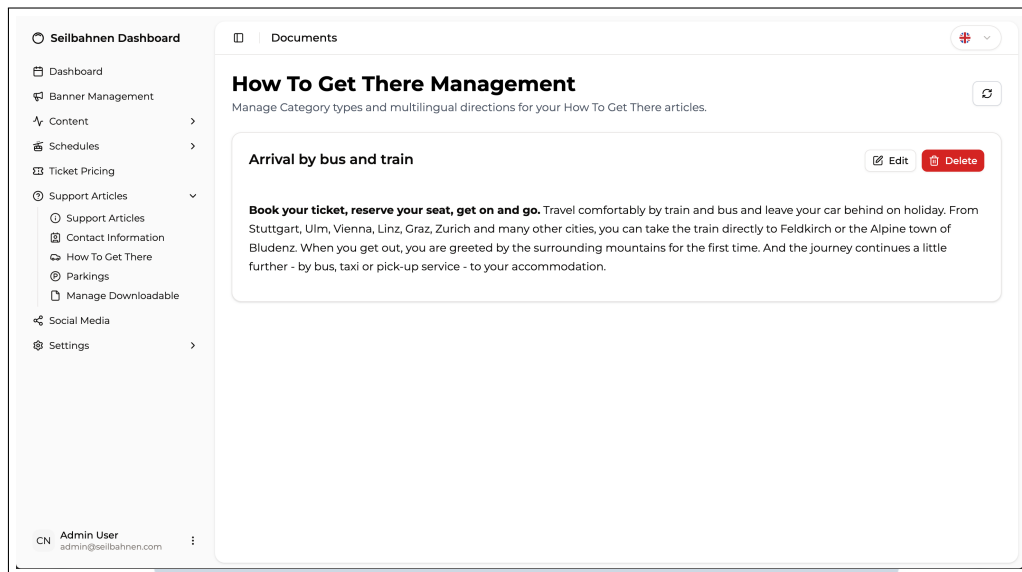 Seilbahnen Dashboard
Dashboard
Banner Management
Content
Schedules
Ticket Pricing
Support Articles
Support Articles
Contact Information
How To Get There
Parkings
Manage Downloadable
Social Media
Settings
CN
Admin User
admin@seilbahnen.com
Documents
How To Get There Management
Manage Category types and multilingual directions for your How To Get There articles.
Arrival by bus and train
Edit
Delete
Book your ticket, reserve your seat, get on and go. Travel comfortably by train and bus and leave your car behind on holiday. From
Stuttgart, Ulm, Vienna, Linz, Graz, Zurich and many other cities, you can take the train directly to Feldkirch or the Alpine town of
Bludenz. When you get out, you are greeted by the surrounding mountains for the first time. And the journey continues a little
further - by bus, taxi or pick-up service - to your accommodation.